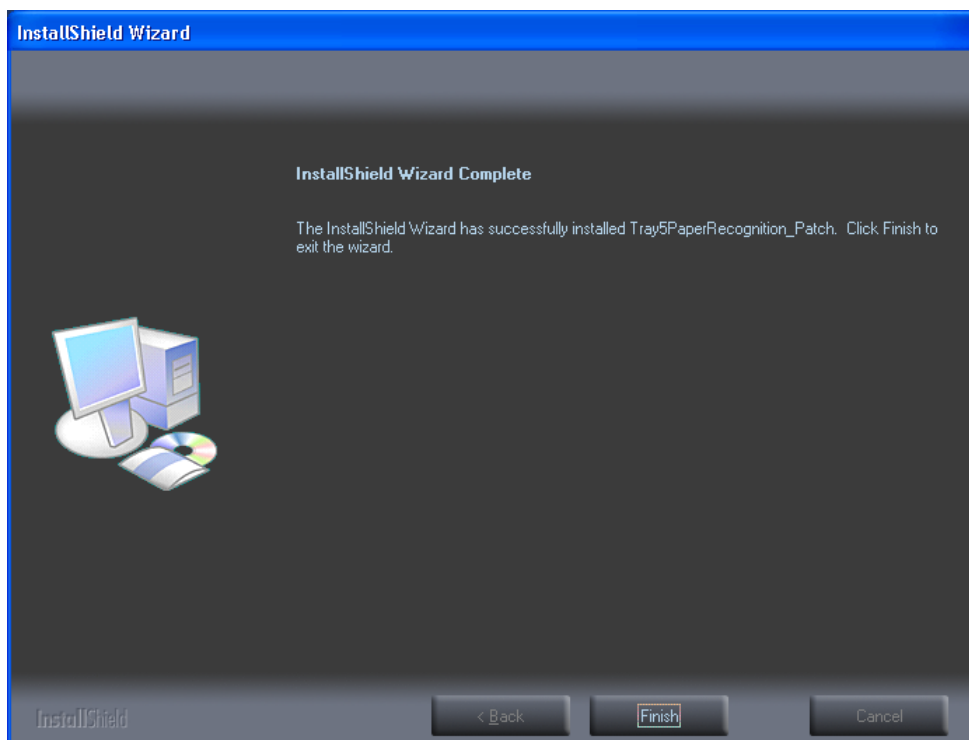 InstallShield Wizard
InstallShield Wizard Complete
The InstallShield Wizard has successfully installed Tray5PaperRecognition_Patch. Click Finish to
exit the wizard.
InstallShield
< Back
Finish
Cancel